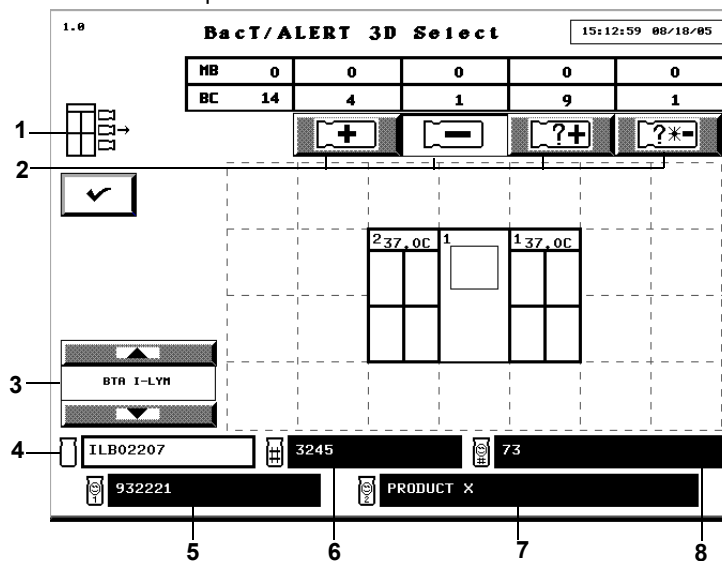 1.0 BacT/ALERT 3D Select 15:12:59 08/18/05
MB 0 0 0 0 0
BC 14 4 1 9 1
1
+ − ?+ ?*-
2
2 37.0C 1 1 37.0C
3 BTA I-LYM
4 ILB02207 # 3245 # 73
1 932221 2 PRODUCT X
5 6 7 8